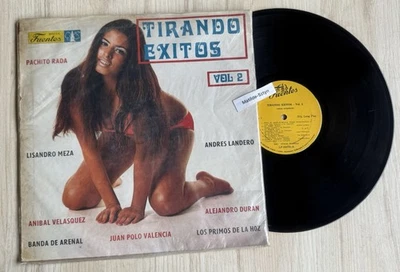 Fuentes
TIRANDO
EXITOS
VOL 2
PACHITO RADA
LISANDRO MEZA
ANDRES LANDERO
ANIBAL VELASQUEZ
ALEJANDRO DURAN
BANDA DE ARENAL
JUAN POLO VALENCIA
LOS PRIMOS DE LA HOZ
Fuentes